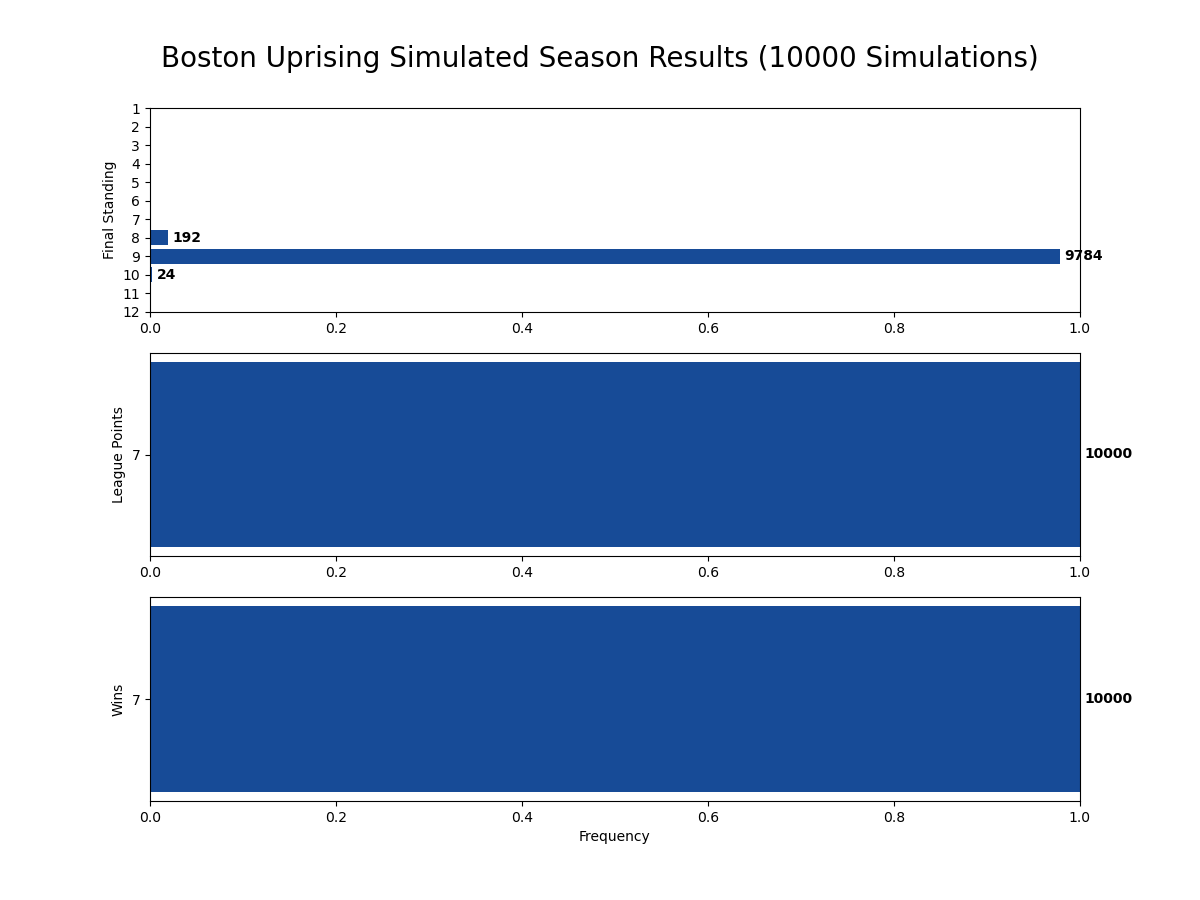 Boston Uprising Simulated Season Results (10000 Simulations)
Final Standing
1
2
3
4
5
6
7
8 192
9 9784
10 24
11
12
0.0 0.2 0.4 0.6 0.8 1.0
League Points
7 10000
0.0 0.2 0.4 0.6 0.8 1.0
Wins
7 10000
0.0 0.2 0.4 0.6 0.8 1.0
Frequency